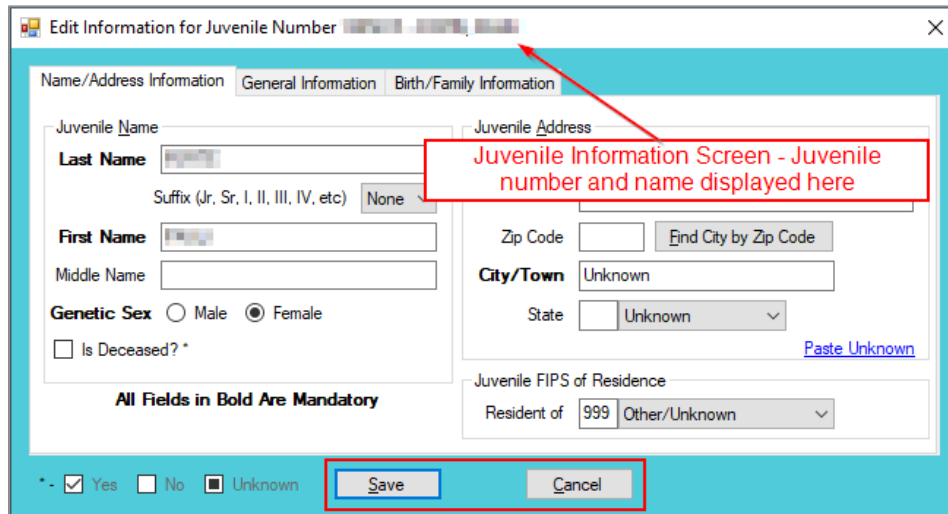 Edit Information for Juvenile Number
Name/Address Information General Information Birth/Family Information
Juvenile Name
Last Name
Suffix (Jr, Sr, I, II, III, IV, etc) None
First Name
Middle Name
Genetic Sex Male Female
Is Deceased? *
All Fields in Bold Are Mandatory
Juvenile Address
Juvenile Information Screen - Juvenile
number and name displayed here
Zip Code Find City by Zip Code
City/Town Unknown
State Unknown
Paste Unknown
Juvenile FIPS of Residence
Resident of 999 Other/Unknown
* - Yes No Unknown Save Cancel